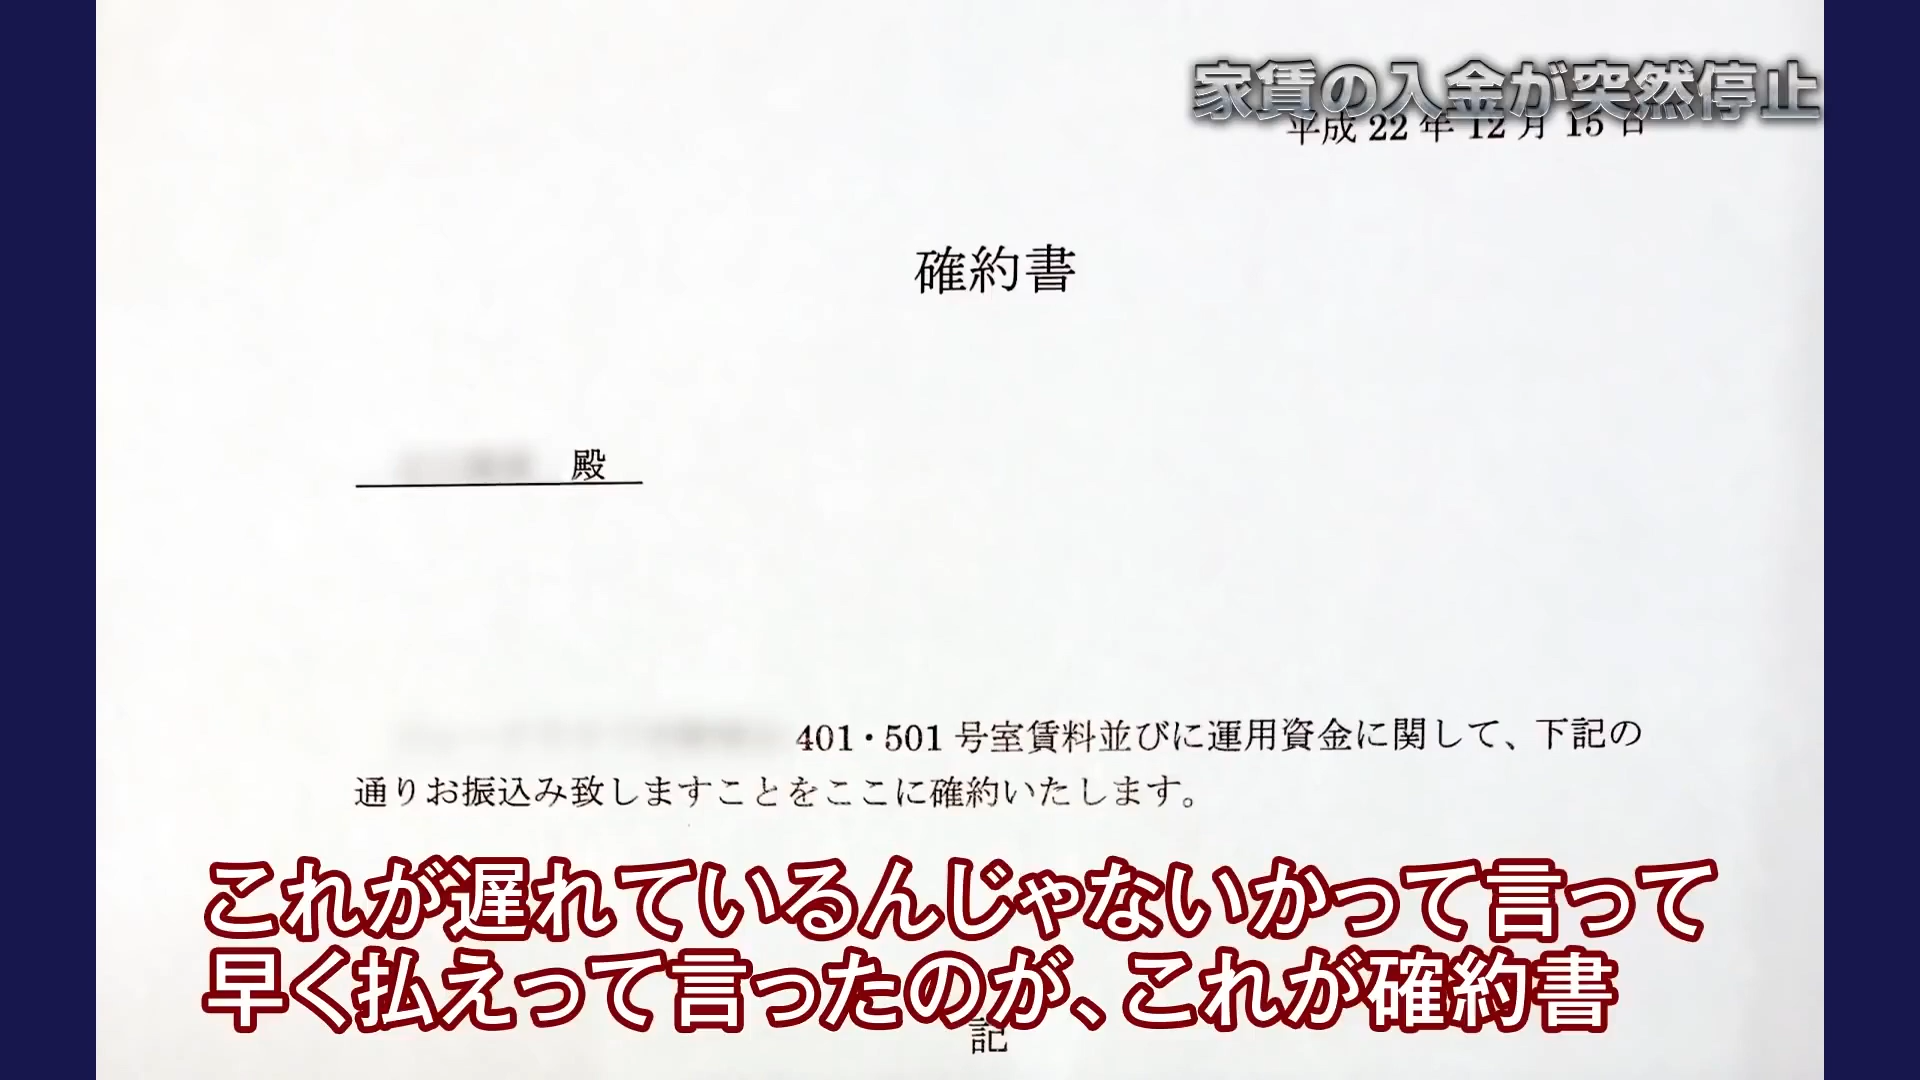 家賃の入金が突然停止
平成 22 年 12 月 15 日
確約書
殿
401・501 号室賃料並びに運用資金に関して、下記の
通りお振込み致しますことをここに確約いたします。
これが遅れているんじゃないかって言って
早く払えって言ったのが、これが確約書
記